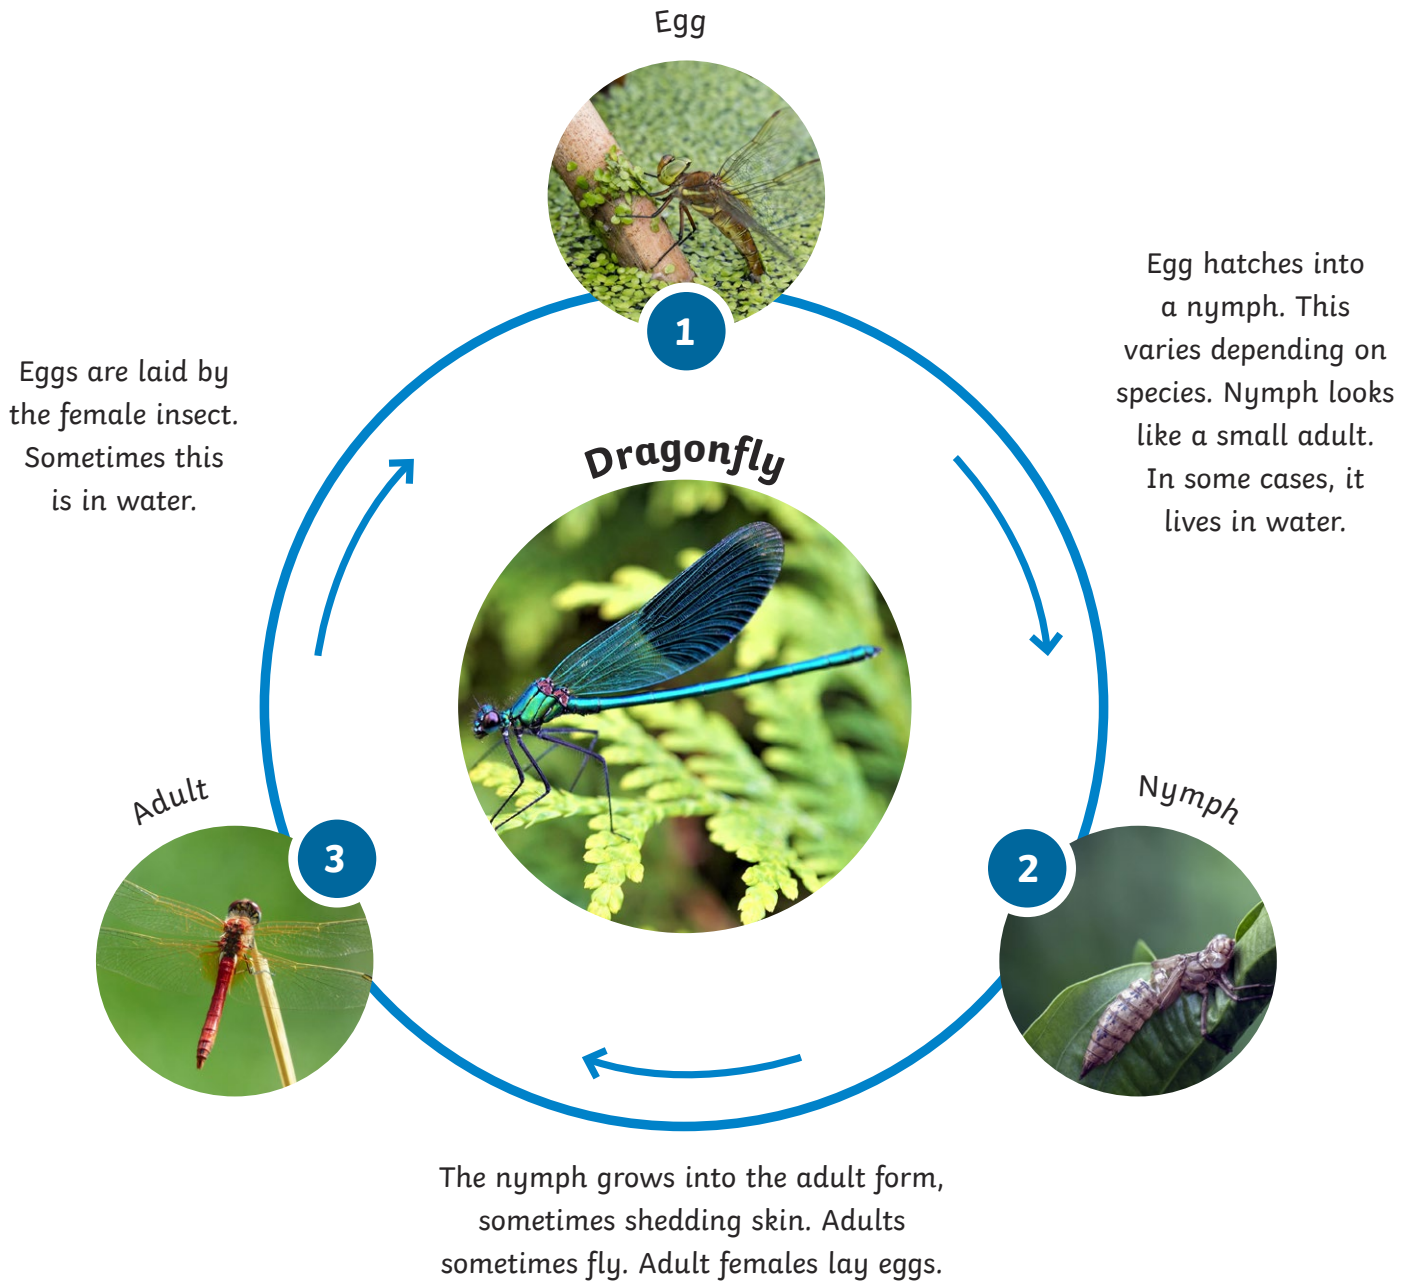 Egg
1
Egg hatches into
a nymph. This
varies depending on
species. Nymph looks
like a small adult.
In some cases, it
lives in water.
Eggs are laid by
the female insect.
Sometimes this
is in water.
Dragonfly
Nymph
2
Adult
3
The nymph grows into the adult form,
sometimes shedding skin. Adults
sometimes fly. Adult females lay eggs.